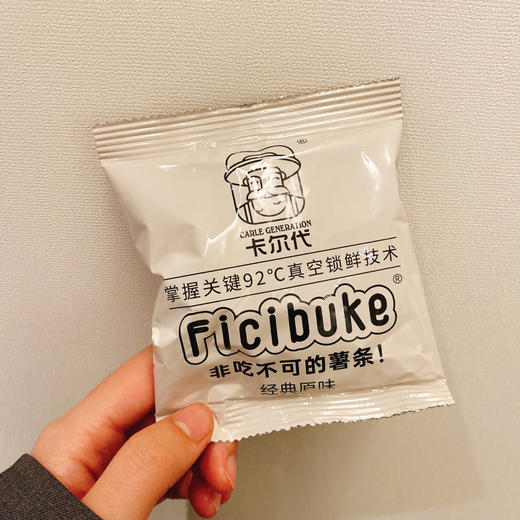 ®
CARLE GENERATION
卡尔代
掌握关键92℃真空锁鲜技术
Ficibuke®
非吃不可的薯条!
经典原味